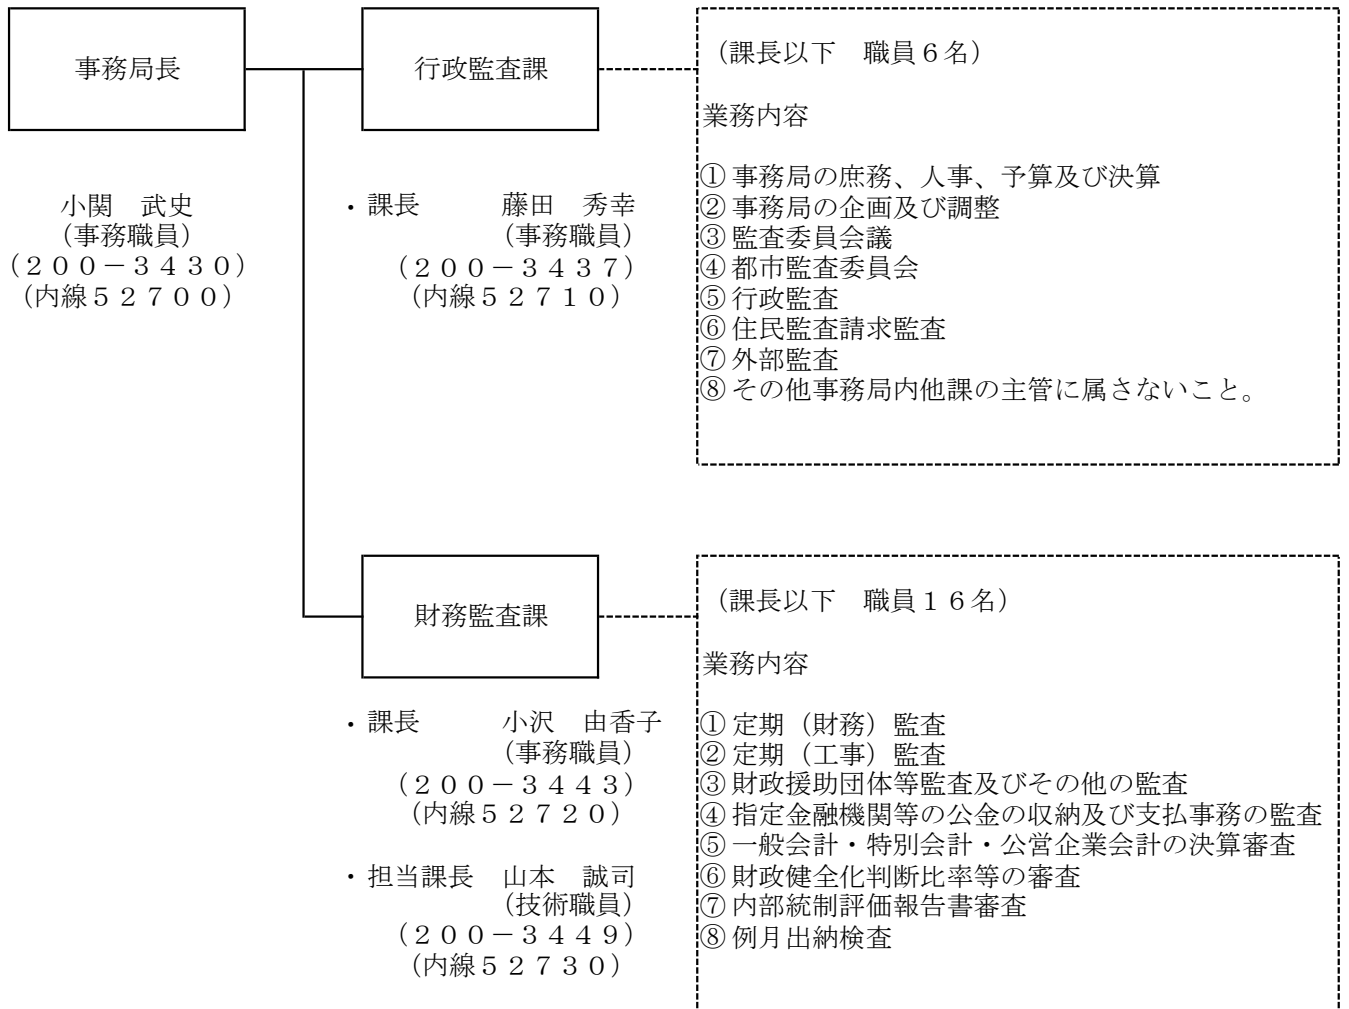 事務局長
小関　武史
（事務職員）
（２００－３４３０）
（内線５２７００）
行政監査課
・課長　　　藤田　秀幸
（事務職員）
（２００－３４３７）
（内線５２７１０）
（課長以下　職員６名）
業務内容
①事務局の庶務、人事、予算及び決算
②事務局の企画及び調整
③監査委員会議
④都市監査委員会
⑤行政監査
⑥住民監査請求監査
⑦外部監査
⑧その他事務局内他課の主管に属さないこと。
財務監査課
・課長　　　小沢　由香子
（事務職員）
（２００－３４４３）
（内線５２７２０）
・担当課長　山本　誠司
（技術職員）
（２００－３４４９）
（内線５２７３０）
（課長以下　職員１６名）
業務内容
①定期（財務）監査
②定期（工事）監査
③財政援助団体等監査及びその他の監査
④指定金融機関等の公金の収納及び支払事務の監査
⑤一般会計・特別会計・公営企業会計の決算審査
⑥財政健全化判断比率等の審査
⑦内部統制評価報告書審査
⑧例月出納検査